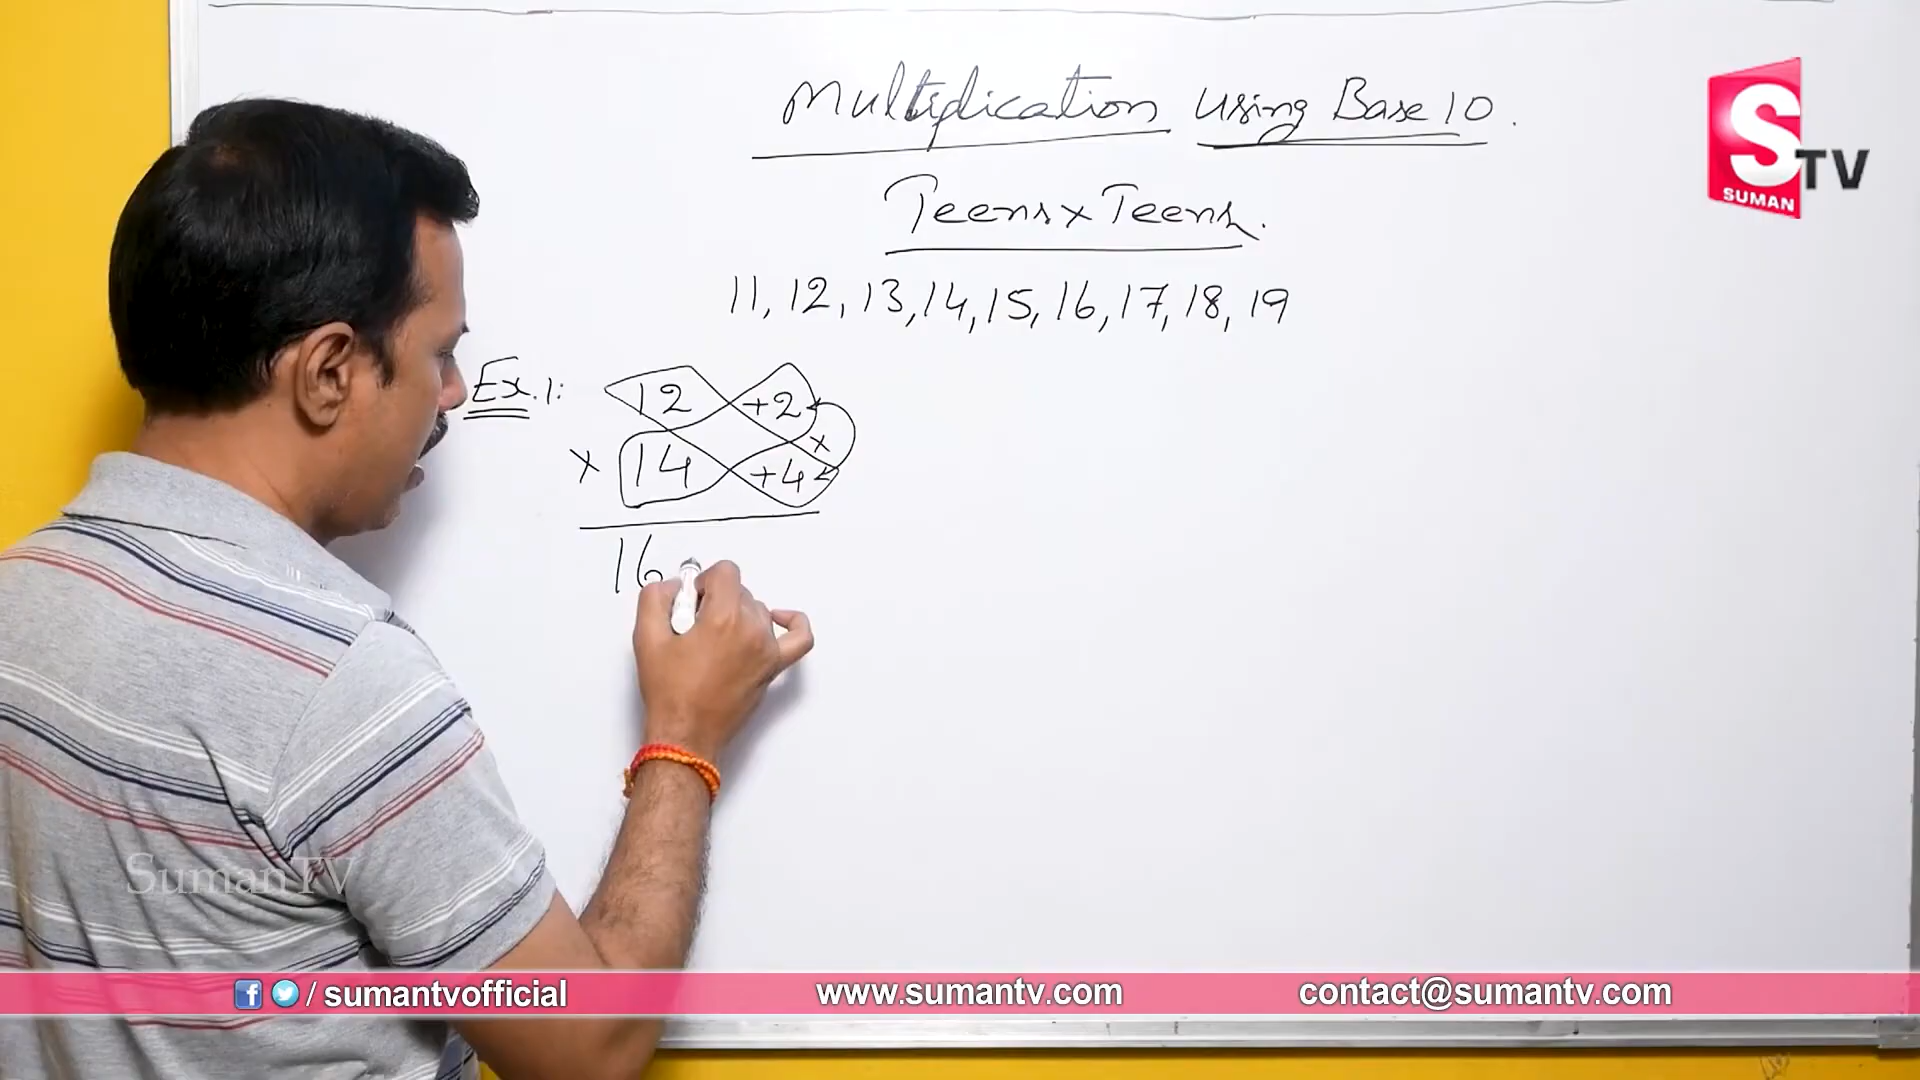 Multiplication Using Base 10.
Teens x Teens.
11, 12, 13, 14, 15, 16, 17, 18, 19
Ex.1:
12 +2
x
x 14 +4
16
S TV
SUMAN
SumanTV
/ sumantvofficial
www.sumantv.com
contact@sumantv.com